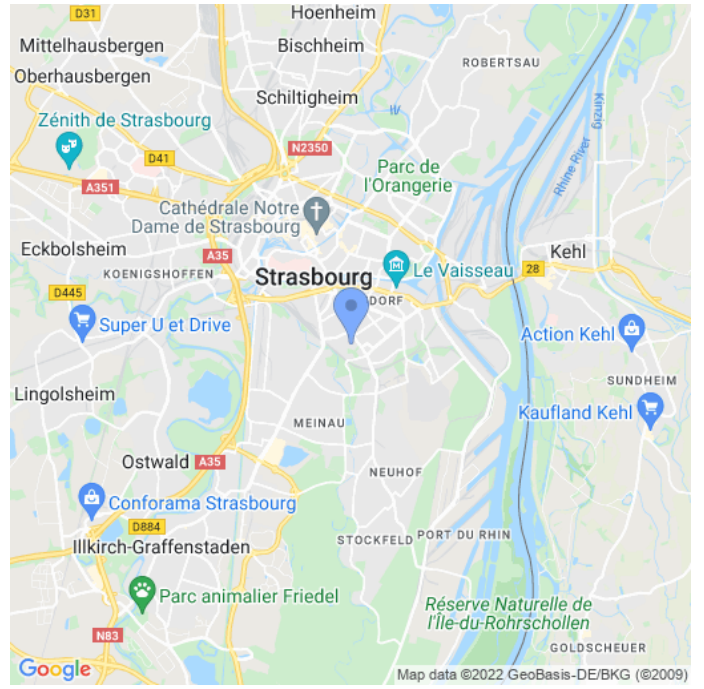 D31
Hoenheim
Mittelhausbergen
Bischheim
ROBERTSAU
Oberhausbergen
Schiltigheim
Kinzig
Zénith de Strasbourg
N2350
D41
Parc de
l'Orangerie
Rhine River
A351
Cathédrale Notre
Dame de Strasbourg
Eckbolsheim
A35
Kehl
KOENIGSHOFFEN
Strasbourg
Le Vaisseau
28
D445
DORF
Super U et Drive
Action Kehl
Lingolsheim
SUNDHEIM
Kaufland Kehl
MEINAU
Ostwald
A35
NEUHOF
Conforama Strasbourg
D884
STOCKFELD
PORT DU RHIN
Illkirch-Graffenstaden
Parc animalier Friedel
Réserve Naturelle de
l'Île-du-Rohrschollen
N83
GOLDSCHEUER
Google
Map data ©2022 GeoBasis-DE/BKG (©2009)